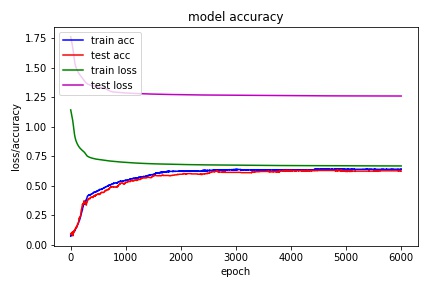 model accuracy
train acc
test acc
train loss
test loss
loss/accuracy
1.75
1.50
1.25
1.00
0.75
0.50
0.25
0.00
0
1000
2000
3000
4000
5000
6000
epoch